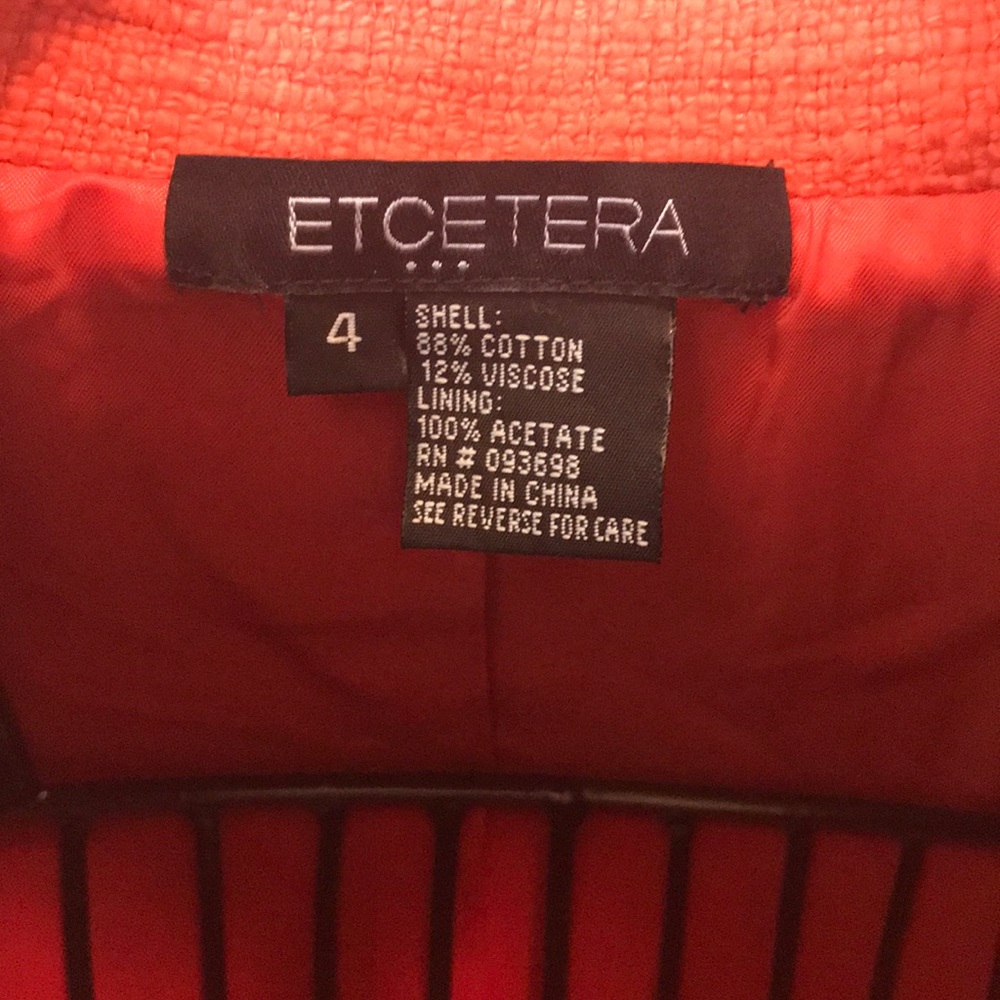 ETCETERA
...
4
SHELL:
88% COTTON
12% VISCOSE
LINING:
100% ACETATE
RN # 093698
MADE IN CHINA
SEE REVERSE FOR CARE